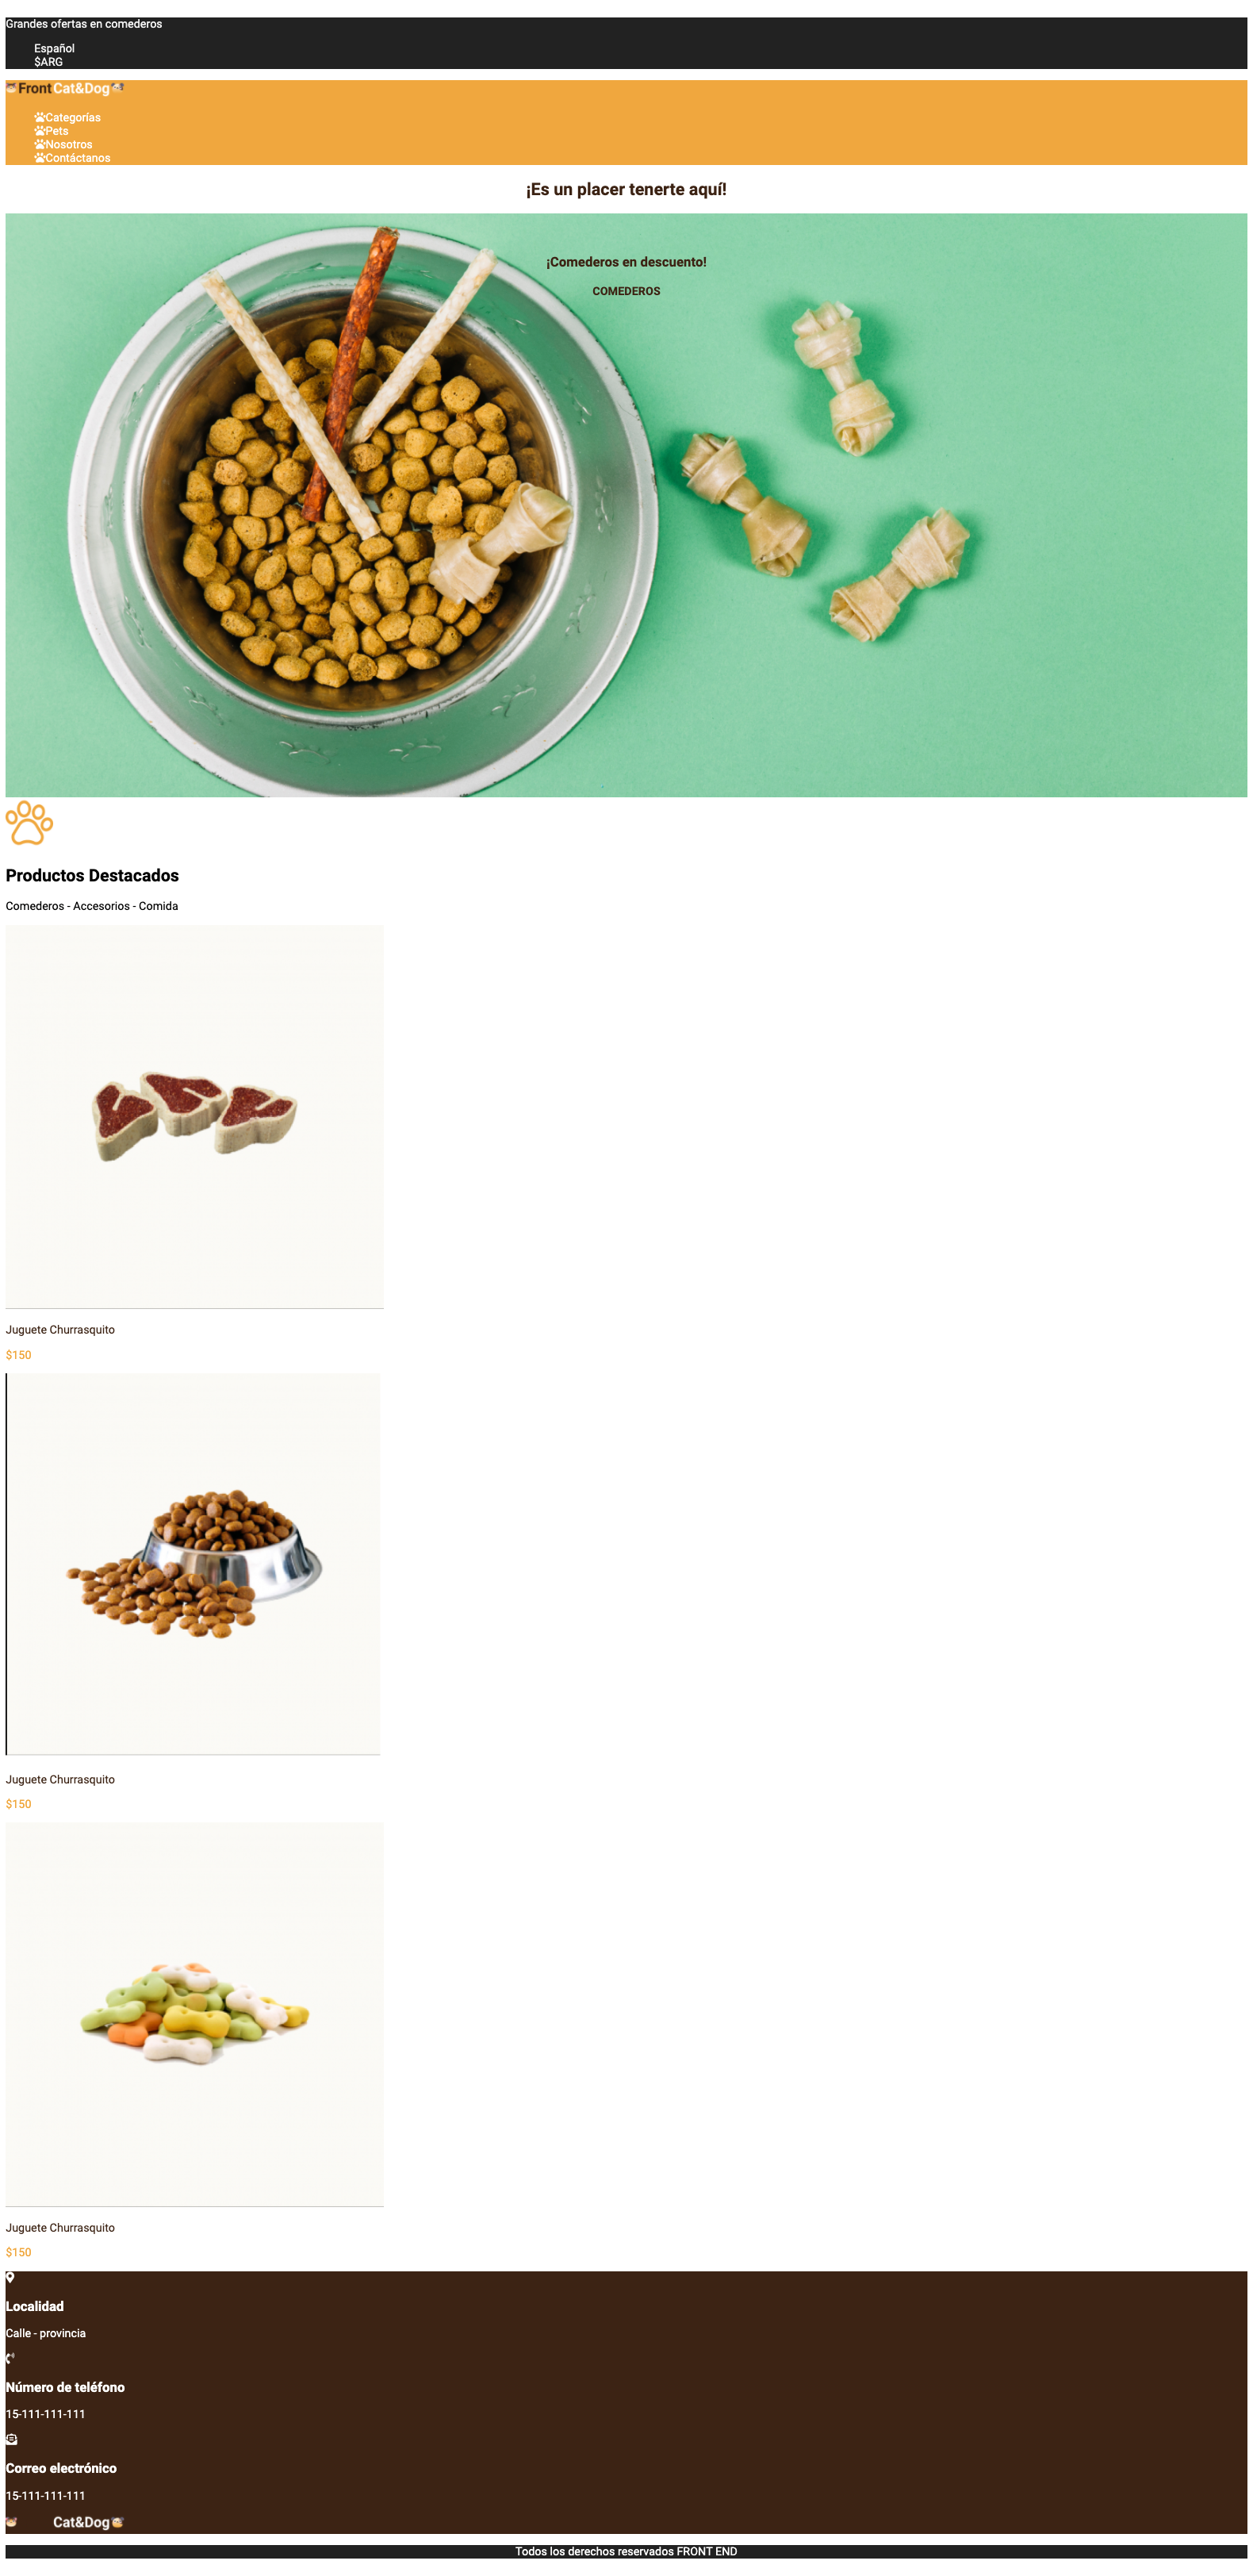 Grandes ofertas en comederos
Español
$ARG
FrontCat&Dog
Categorías
Pets
Nosotros
Contáctanos
¡Es un placer tenerte aquí!
¡Comederos en descuento!
COMEDEROS
Productos Destacados
Comederos - Accesorios - Comida
Juguete Churrasquito
$150
Juguete Churrasquito
$150
Juguete Churrasquito
$150
Localidad
Calle - provincia
Número de teléfono
15-111-111-111
Correo electrónico
15-111-111-111
Cat&Dog
Todos los derechos reservados FRONT END